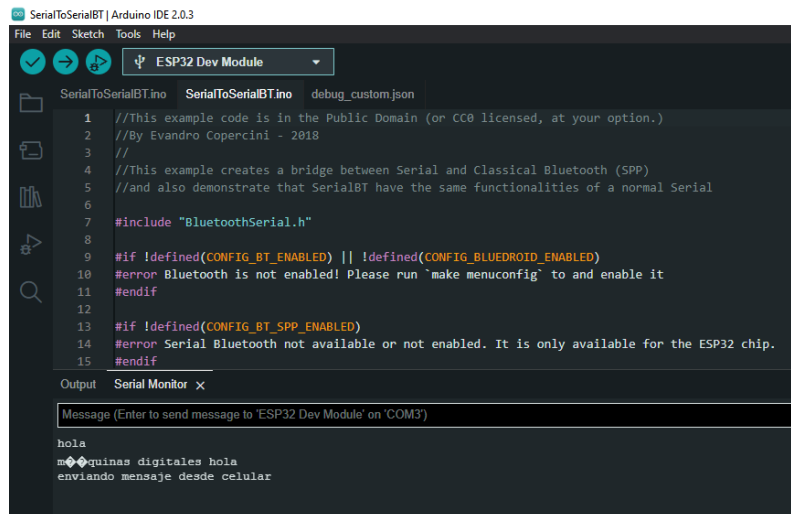 SerialToSerialBT | Arduino IDE 2.0.3
File Edit Sketch Tools Help
ESP32 Dev Module
SerialToSerialBT.ino SerialToSerialBT.ino debug_custom.json
1 //This example code is in the Public Domain (or CC0 licensed, at your option.)
2 //By Evandro Copercini - 2018
3 //
4 //This example creates a bridge between Serial and Classical Bluetooth (SPP)
5 //and also demonstrate that SerialBT have the same functionalities of a normal Serial
6
7 #include "BluetoothSerial.h"
8
9 #if !defined(CONFIG_BT_ENABLED) || !defined(CONFIG_BLUEDROID_ENABLED)
10 #error Bluetooth is not enabled! Please run `make menuconfig` to and enable it
11 #endif
12
13 #if !defined(CONFIG_BT_SPP_ENABLED)
14 #error Serial Bluetooth not available or not enabled. It is only available for the ESP32 chip.
15 #endif
Output Serial Monitor ×
Message (Enter to send message to 'ESP32 Dev Module' on 'COM3')
hola
m��quinas digitales hola
enviando mensaje desde celular